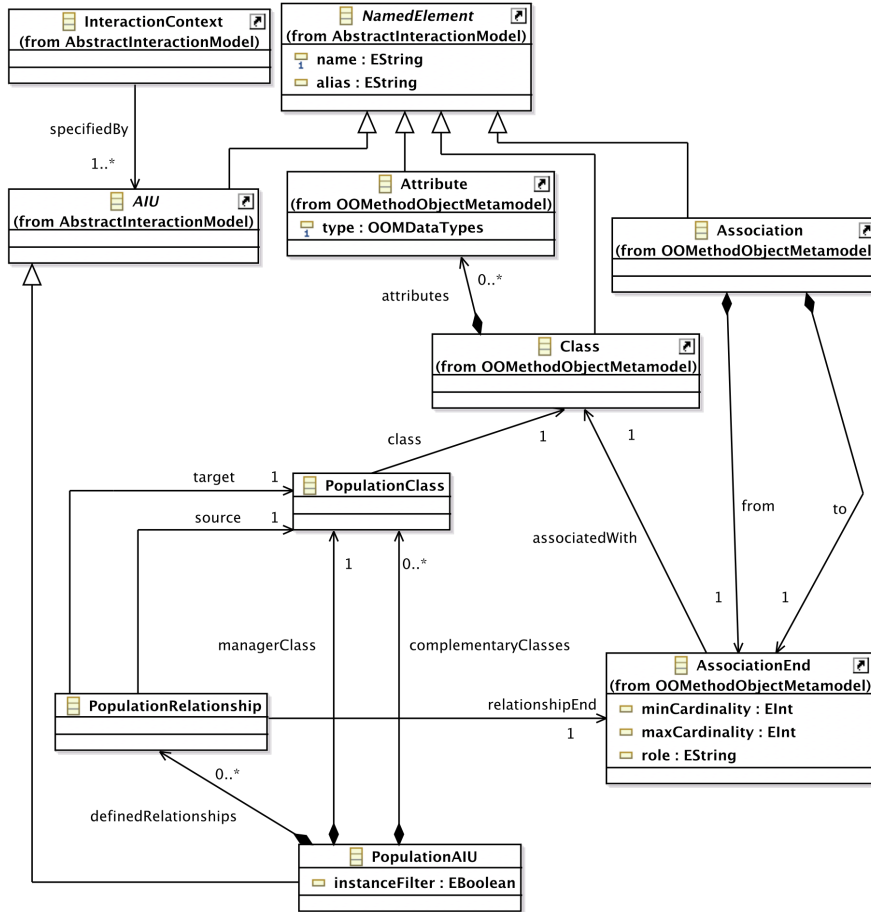 InteractionContext
(from AbstractInteractionModel)
NamedElement
(from AbstractInteractionModel)
1 name : EString
alias : EString
specifiedBy
1..*
AIU
(from AbstractInteractionModel)
Attribute
(from OOMethodObjectMetamodel)
1 type : OOMDataTypes
Association
(from OOMethodObjectMetamodel)
0..*
attributes
Class
(from OOMethodObjectMetamodel)
class
1
1
target
1
source
1
PopulationClass
from
to
associatedWith
1
0..*
1
1
managerClass
complementaryClasses
AssociationEnd
(from OOMethodObjectMetamodel)
minCardinality : EInt
maxCardinality : EInt
role : EString
PopulationRelationship
relationshipEnd
1
0..*
definedRelationships
PopulationAIU
instanceFilter : EBoolean